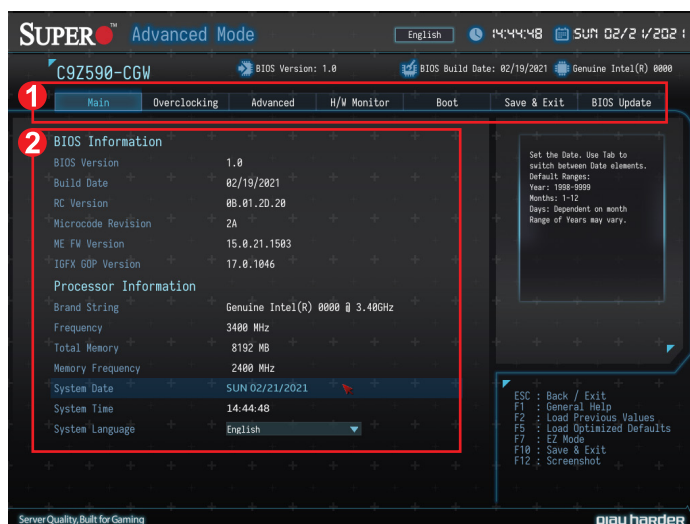 SUPER Advanced Mode English 14:44:48 SUN 02/21/2021
C9Z590-CGW BIOS Version: 1.0 BIOS Build Date: 02/19/2021 Genuine Intel(R) 0000
1
Main Overclocking Advanced H/W Monitor Boot Save & Exit BIOS Update
2
BIOS Information
BIOS Version 1.0
Build Date 02/19/2021
RC Version 0B.01.2D.20
Microcode Revision 2A
ME FW Version 15.0.21.1503
IGFX GOP Version 17.0.1046
Processor Information
Brand String Genuine Intel(R) 0000 @ 3.40GHz
Frequency 3400 MHz
Total Memory 8192 MB
Memory Frequency 2400 MHz
System Date SUN 02/21/2021
System Time 14:44:48
System Language English
Set the Date. Use Tab to
switch between Date elements.
Default Ranges:
Year: 1998-9999
Months: 1-12
Days: Dependent on month
Range of Years may vary.
ESC : Back / Exit
F1 : General Help
F2 : Load Previous Values
F5 : Load Optimized Defaults
F7 : EZ Mode
F10 : Save & Exit
F12 : Screenshot
Server Quality, Built for Gaming play harder